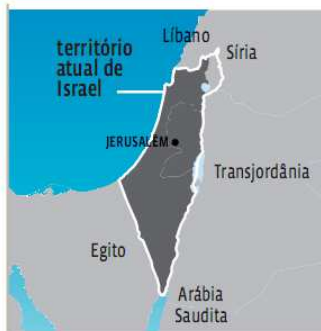 Líbano
Síria
território
atual de
Israel
JERUSALÉM
Transjordânia
Egito
Arábia
Saudita